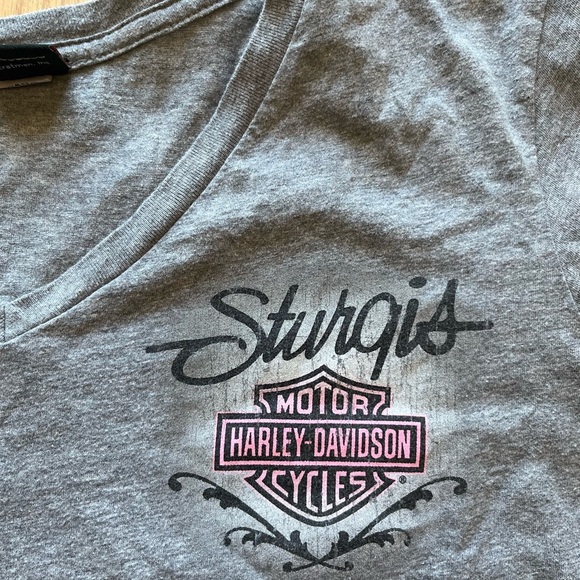 Sturgis
MOTOR
HARLEY-DAVIDSON
CYCLES
®